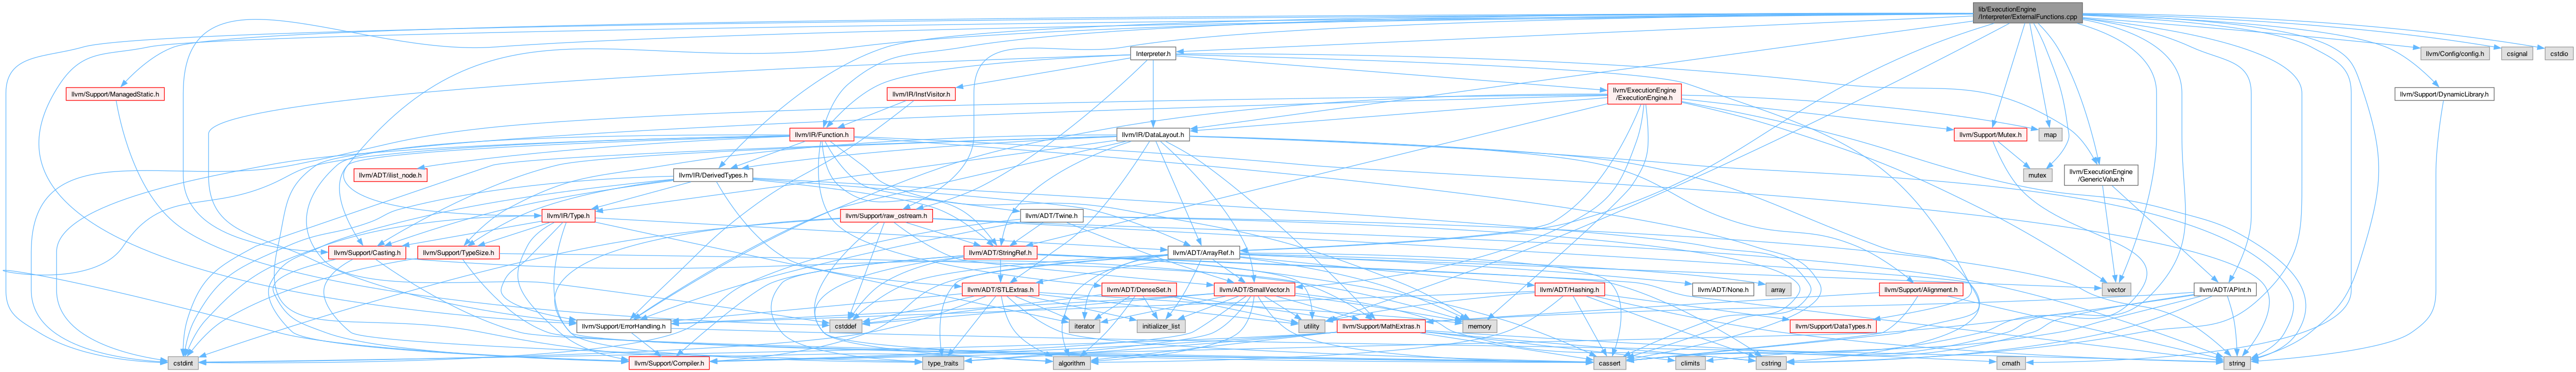 lib/ExecutionEngine
/Interpreter/ExternalFunctions.cpp
Interpreter.h
llvm/Config/config.h
csignal
cstdio
llvm/Support/ManagedStatic.h
llvm/IR/InstVisitor.h
llvm/ExecutionEngine
/ExecutionEngine.h
llvm/Support/DynamicLibrary.h
llvm/IR/Function.h
llvm/IR/DataLayout.h
llvm/Support/Mutex.h
map
llvm/ADT/ilist_node.h
llvm/IR/DerivedTypes.h
mutex
llvm/ExecutionEngine
/GenericValue.h
llvm/IR/Type.h
llvm/Support/raw_ostream.h
llvm/ADT/Twine.h
llvm/Support/Casting.h
llvm/Support/TypeSize.h
llvm/ADT/StringRef.h
llvm/ADT/ArrayRef.h
llvm/ADT/STLExtras.h
llvm/ADT/DenseSet.h
llvm/ADT/SmallVector.h
llvm/ADT/Hashing.h
llvm/ADT/None.h
array
llvm/Support/Alignment.h
vector
llvm/ADT/APInt.h
llvm/Support/ErrorHandling.h
cstddef
iterator
initializer_list
utility
llvm/Support/MathExtras.h
memory
llvm/Support/DataTypes.h
cstdint
llvm/Support/Compiler.h
type_traits
algorithm
cassert
climits
cstring
cmath
string